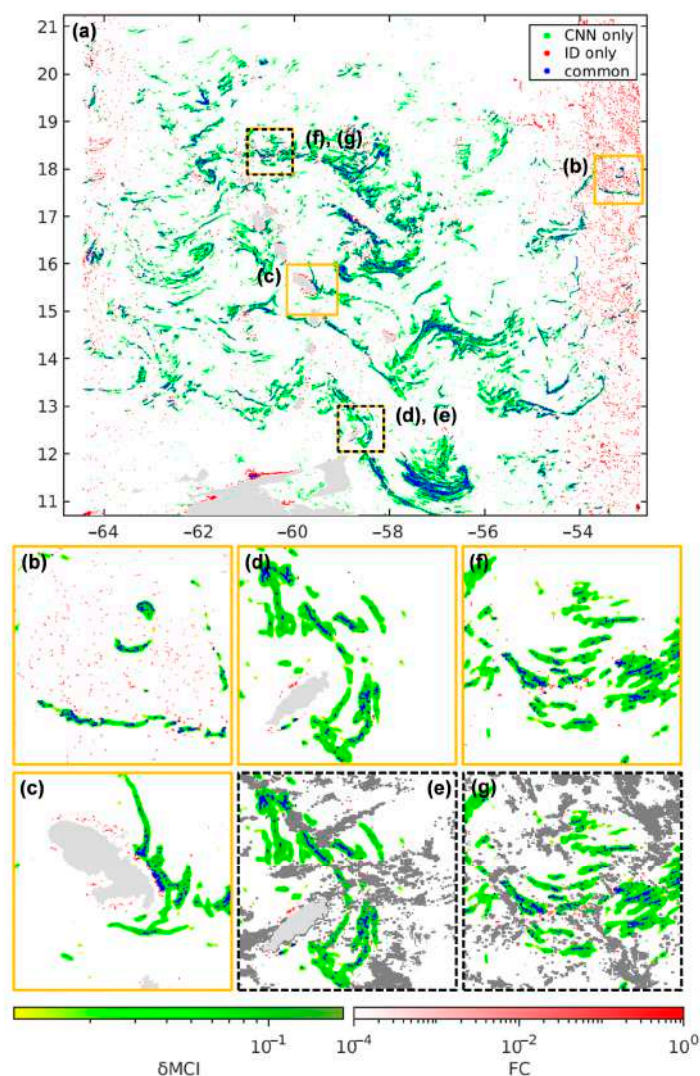 (a)
CNN only
ID only
common
21
20
19
18
17
16
15
14
13
12
11
(f), (g)
(b)
(c)
(d), (e)
−64 −62 −60 −58 −56 −54
(b) (d) (f)
(c) (e) (g)
10⁻¹ 10⁻⁴ 10⁻² 10⁰
δMCI FC